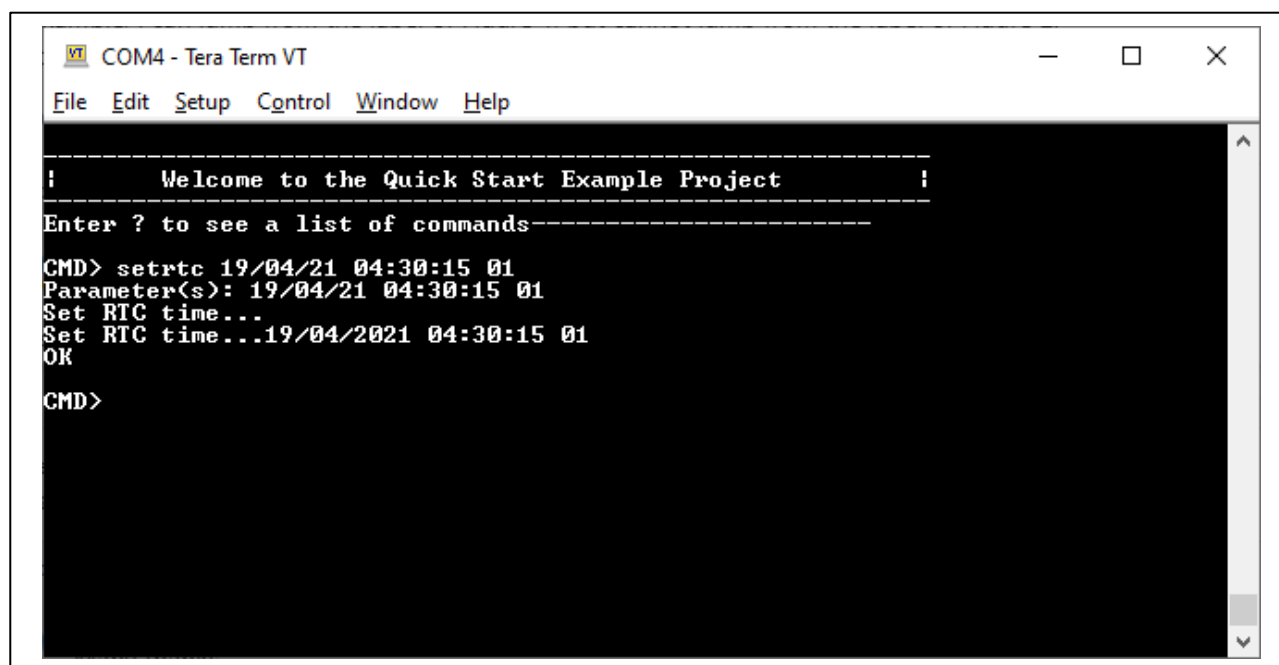 COM4 - Tera Term VT
File Edit Setup Control Window Help
---------------------------------------------------------------
¦ Welcome to the Quick Start Example Project ¦
---------------------------------------------------------------
Enter ? to see a list of commands------------------------
CMD> setrtc 19/04/21 04:30:15 01
Parameter(s): 19/04/21 04:30:15 01
Set RTC time...
Set RTC time...19/04/2021 04:30:15 01
OK
CMD>